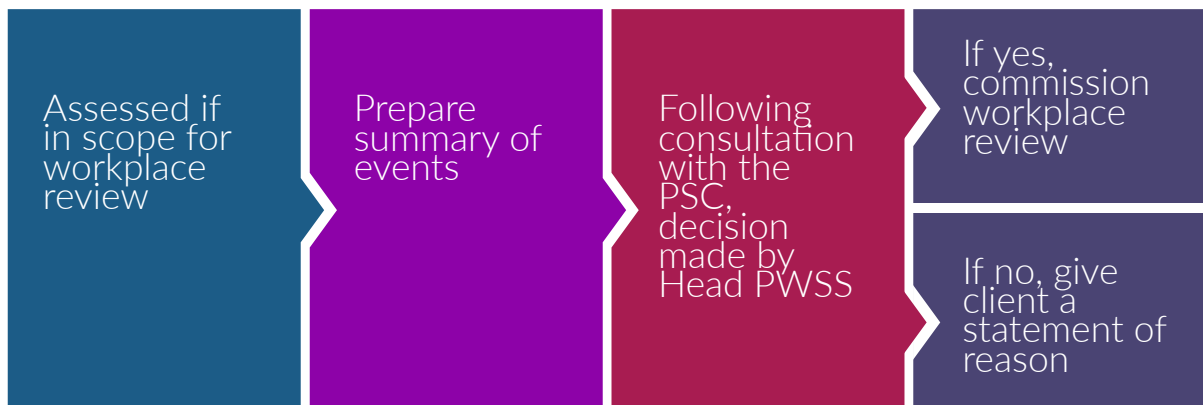 Assessed if
in scope for
workplace
review
Prepare
summary of
events
Following
consultation
with the
PSC,
decision
made by
Head PWSS
If yes,
commission
workplace
review
If no, give
client a
statement of
reason